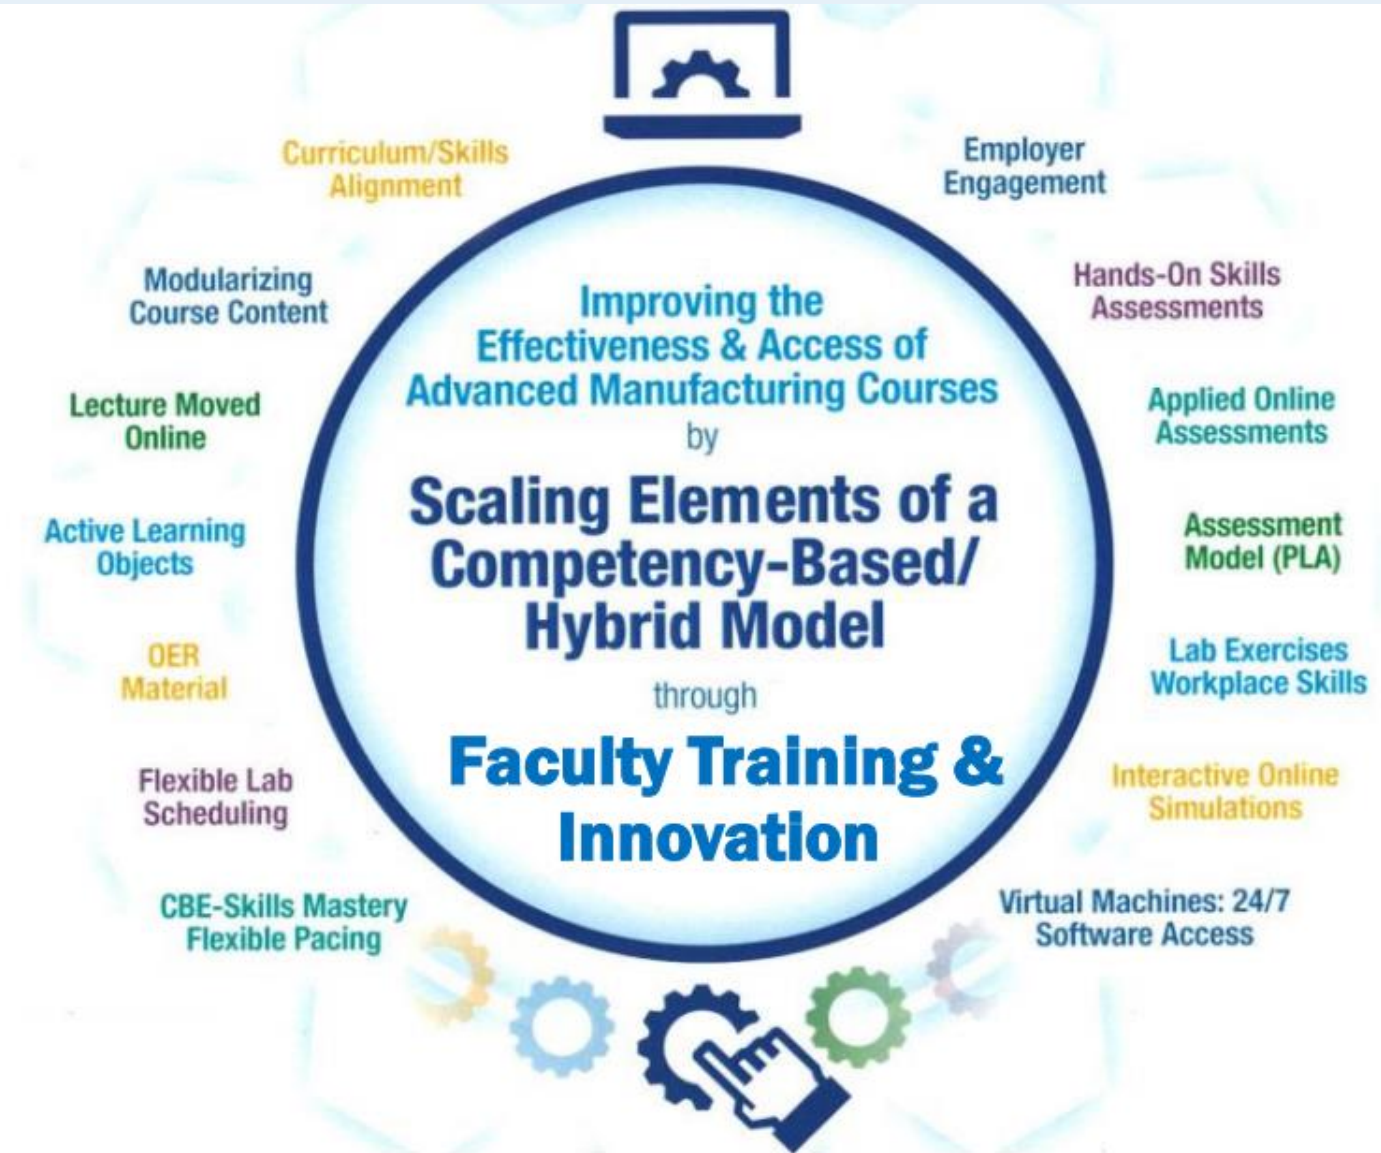 Curriculum/Skills
Alignment
Modularizing
Course Content
Lecture Moved
Online
Active Learning
Objects
OER
Material
Flexible Lab
Scheduling
CBE-Skills Mastery
Flexible Pacing
Improving the
Effectiveness & Access of
Advanced Manufacturing Courses
by
Scaling Elements of a
Competency-Based/
Hybrid Model
through
Faculty Training &
Innovation
Employer
Engagement
Hands-On Skills
Assessments
Applied Online
Assessments
Assessment
Model (PLA)
Lab Exercises
Workplace Skills
Interactive Online
Simulations
Virtual Machines: 24/7
Software Access